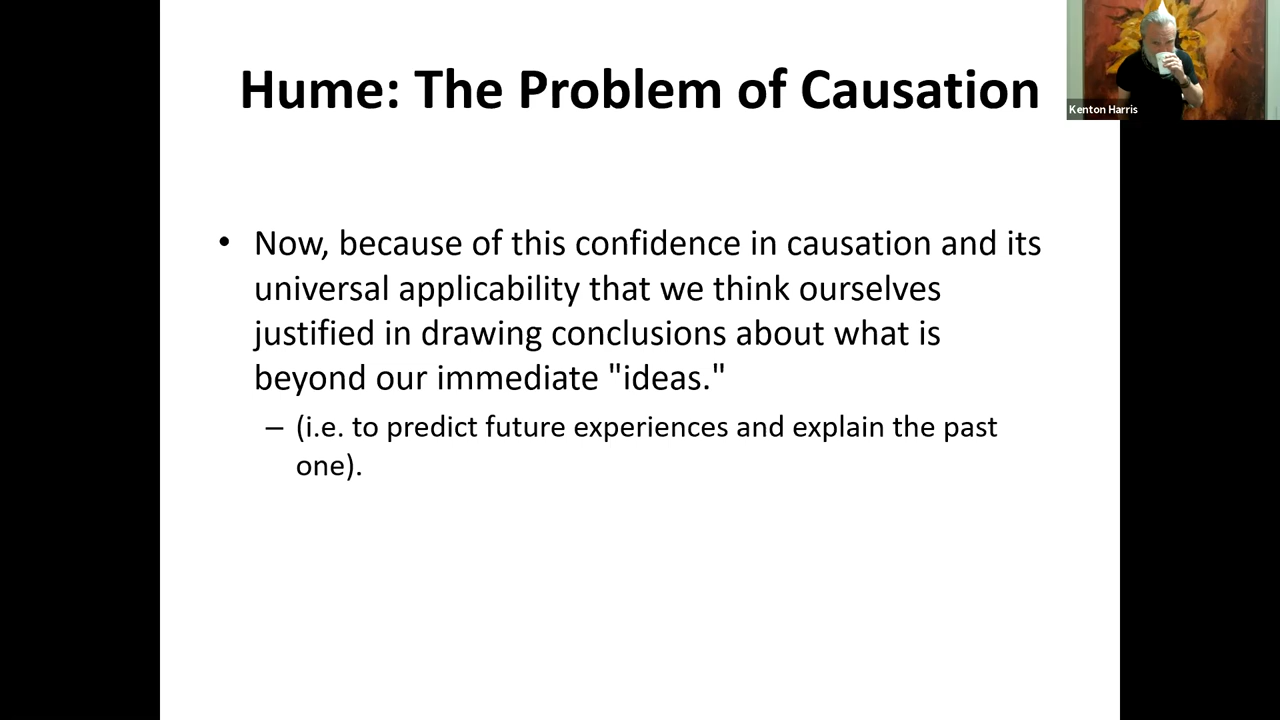 Hume: The Problem of Causation
Kenton Harris
• Now, because of this confidence in causation and its
universal applicability that we think ourselves
justified in drawing conclusions about what is
beyond our immediate "ideas."
– (i.e. to predict future experiences and explain the past
one).